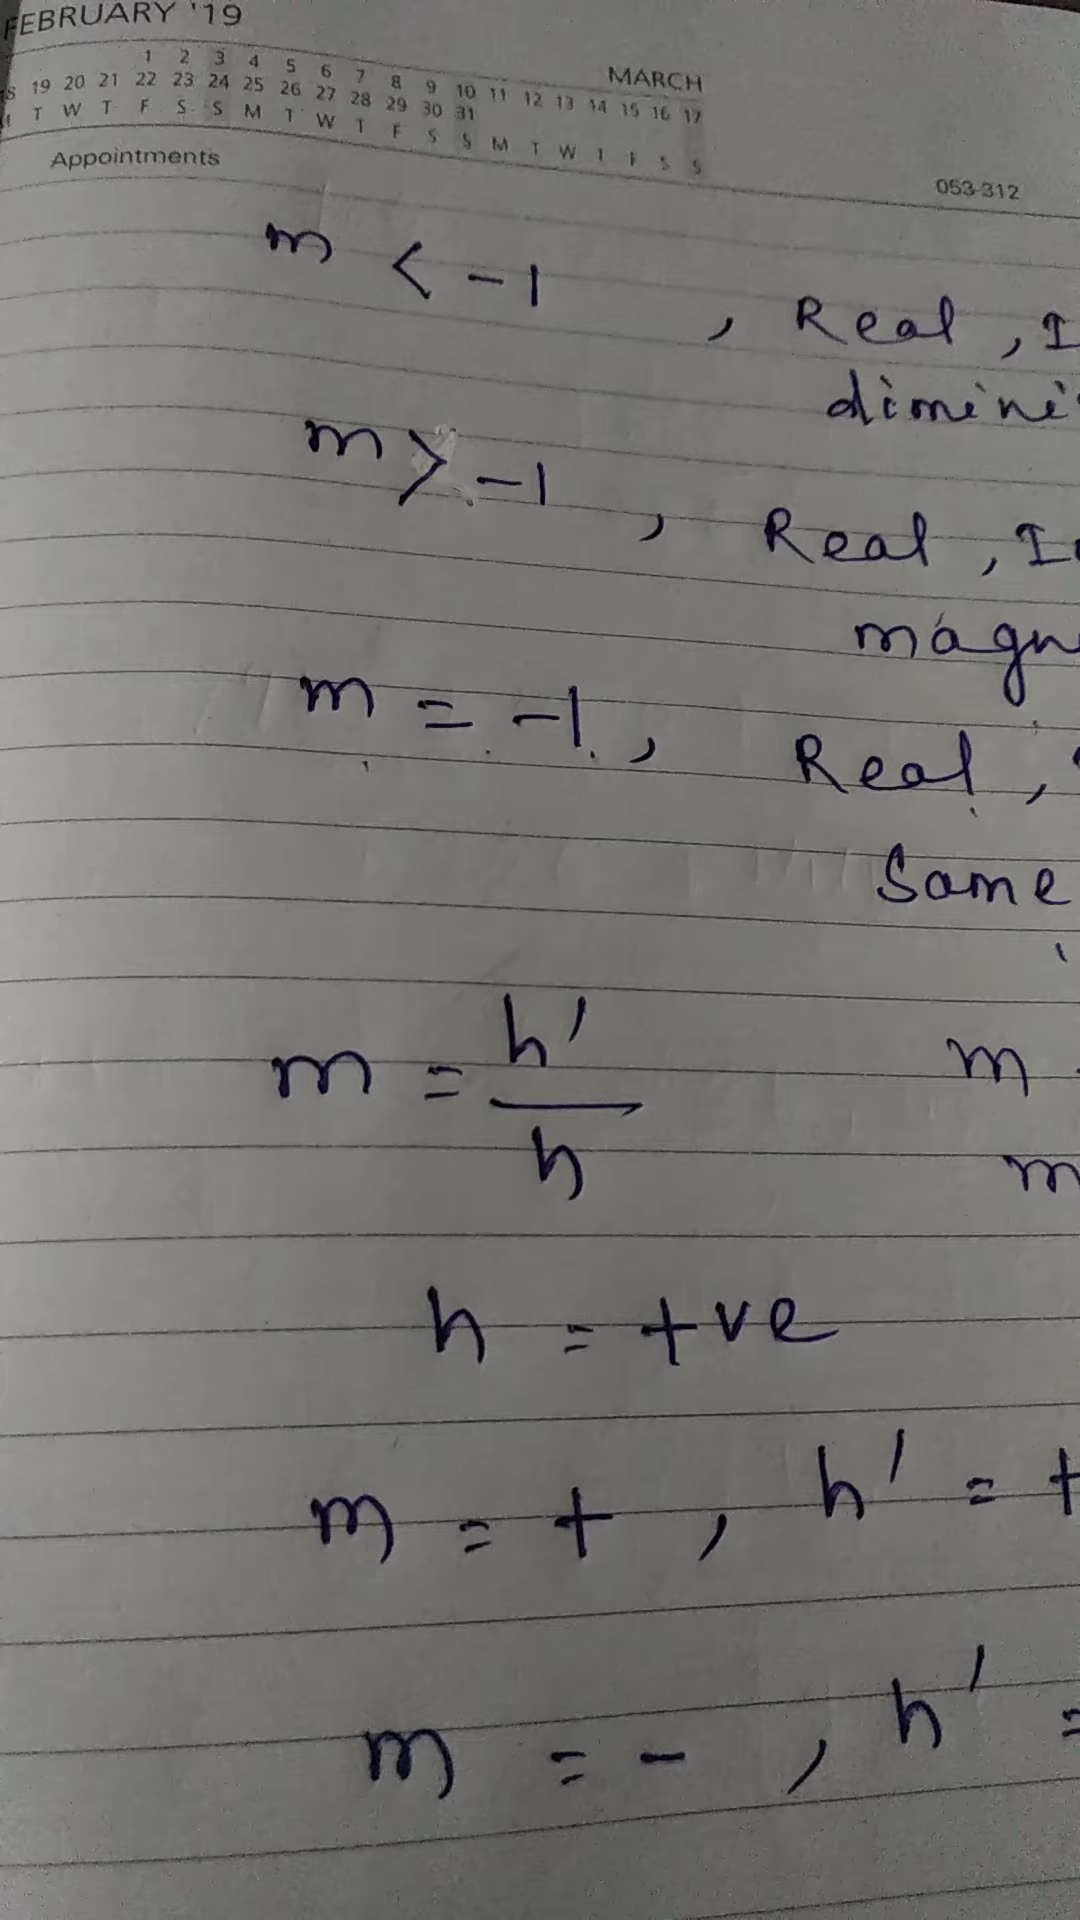 FEBRUARY '19
MARCH
1 2 3 4 5 6 7 8 9 10 11 12 13 14 15 16 17
19 20 21 22 23 24 25 26 27 28 29 30 31
T W T F S S M T W T F S S M T W T F S S
Appointments
053-312
m < -1 , Real ,
m > -1 , Real ,
m = -1 , Real ,
Same
m = h' m
h m
h = +ve
m = + , h' = +
m = - , h' =